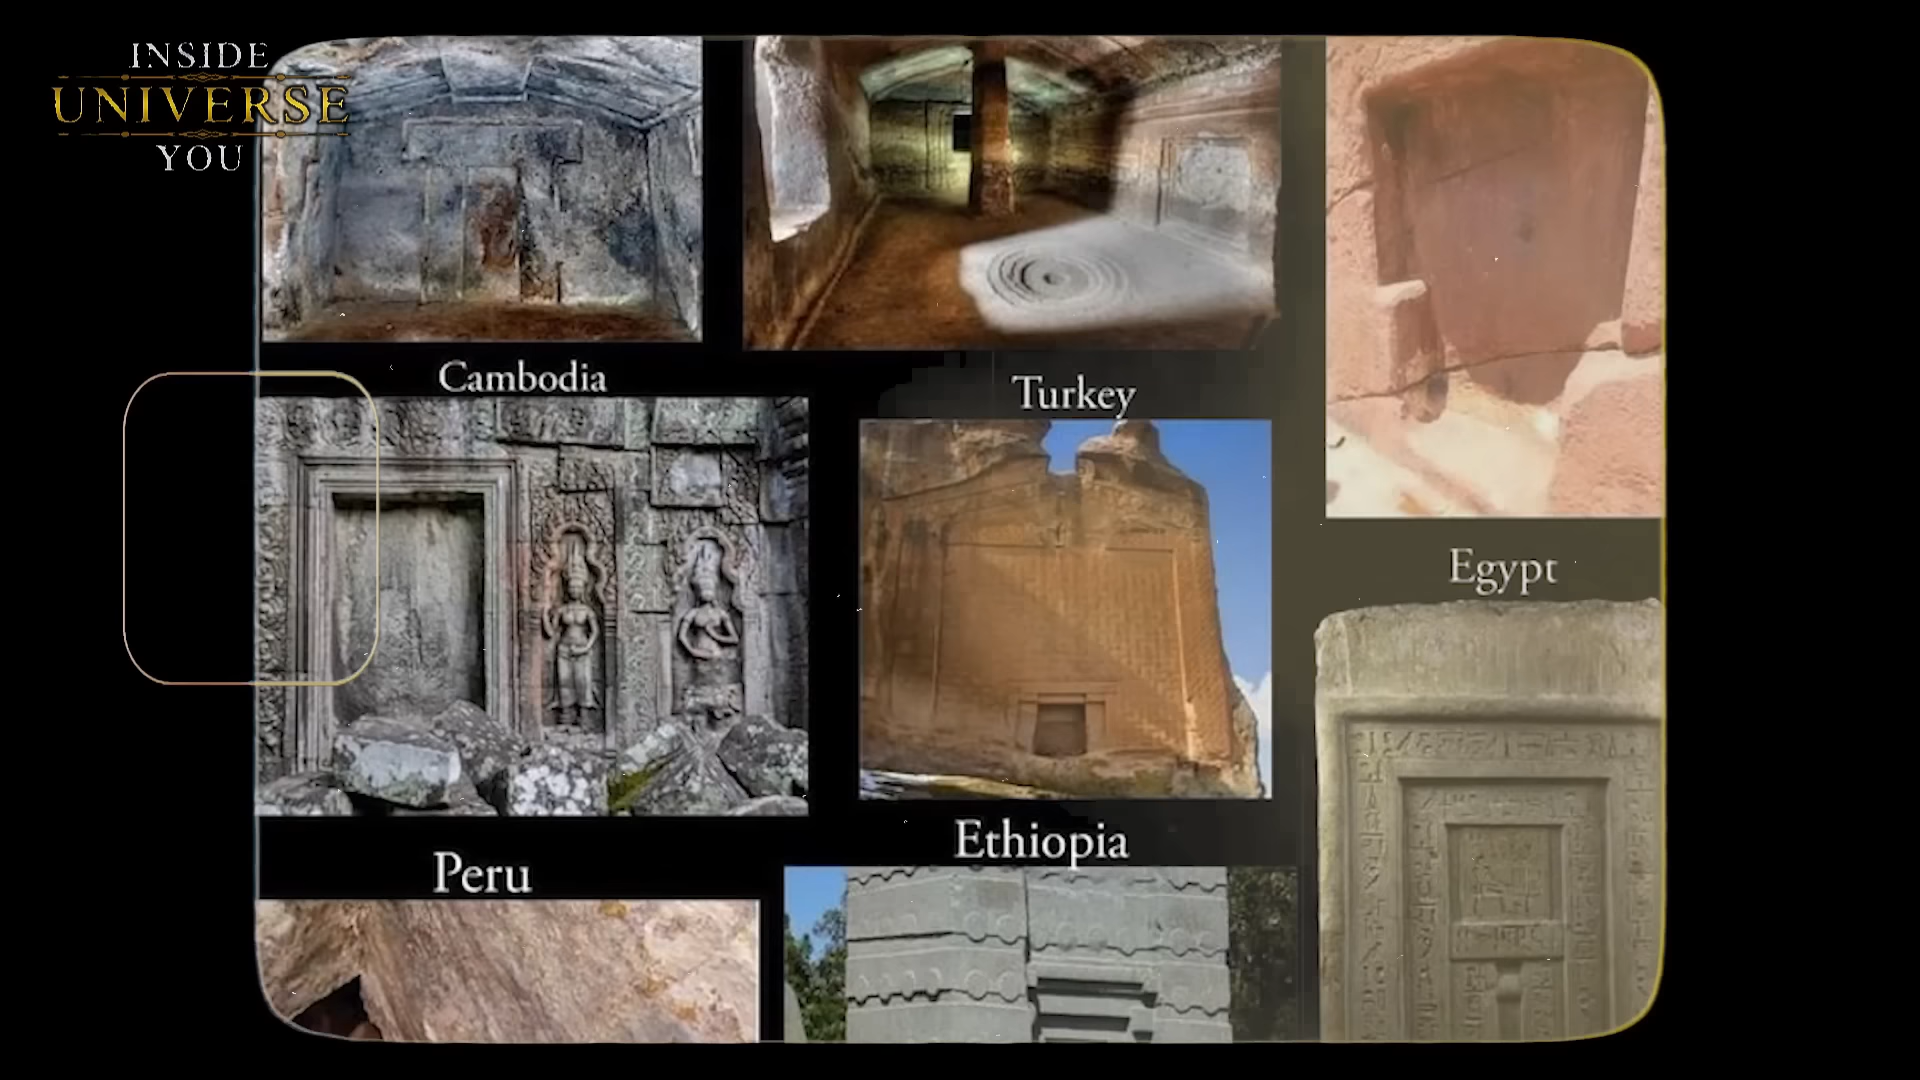 INSIDE
UNIVERSE
YOU
Cambodia
Turkey
Egypt
Ethiopia
Peru